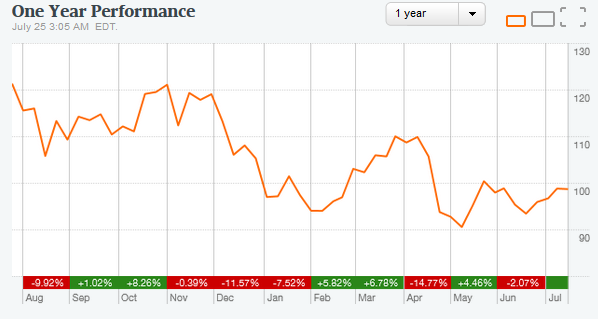 One Year Performance
July 25 3:05 AM EDT.
1 year
130
120
110
100
90
-9.92% +1.02% +8.26% -0.39% -11.57% -7.52% +5.82% +6.78% -14.77% +4.46% -2.07%
Aug Sep Oct Nov Dec Jan Feb Mar Apr May Jun Jul